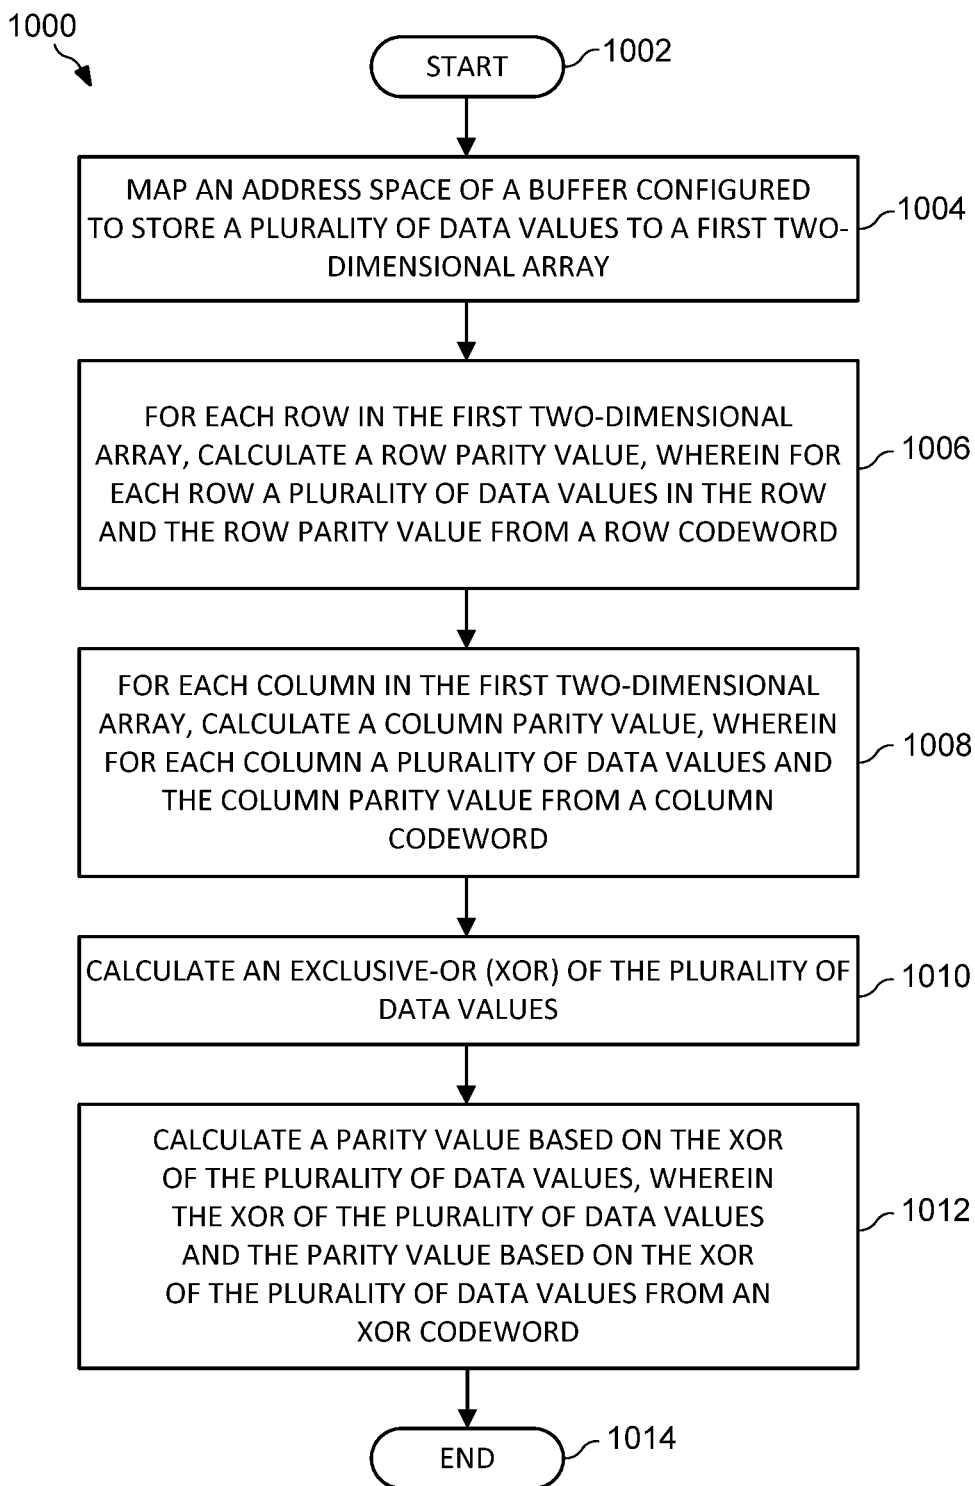 1000
START
1002
MAP AN ADDRESS SPACE OF A BUFFER CONFIGURED
TO STORE A PLURALITY OF DATA VALUES TO A FIRST TWO-
DIMENSIONAL ARRAY
1004
FOR EACH ROW IN THE FIRST TWO-DIMENSIONAL
ARRAY, CALCULATE A ROW PARITY VALUE, WHEREIN FOR
EACH ROW A PLURALITY OF DATA VALUES IN THE ROW
AND THE ROW PARITY VALUE FROM A ROW CODEWORD
1006
FOR EACH COLUMN IN THE FIRST TWO-DIMENSIONAL
ARRAY, CALCULATE A COLUMN PARITY VALUE, WHEREIN
FOR EACH COLUMN A PLURALITY OF DATA VALUES AND
THE COLUMN PARITY VALUE FROM A COLUMN
CODEWORD
1008
CALCULATE AN EXCLUSIVE-OR (XOR) OF THE PLURALITY OF
DATA VALUES
1010
CALCULATE A PARITY VALUE BASED ON THE XOR
OF THE PLURALITY OF DATA VALUES, WHEREIN
THE XOR OF THE PLURALITY OF DATA VALUES
AND THE PARITY VALUE BASED ON THE XOR
OF THE PLURALITY OF DATA VALUES FROM AN
XOR CODEWORD
1012
END
1014